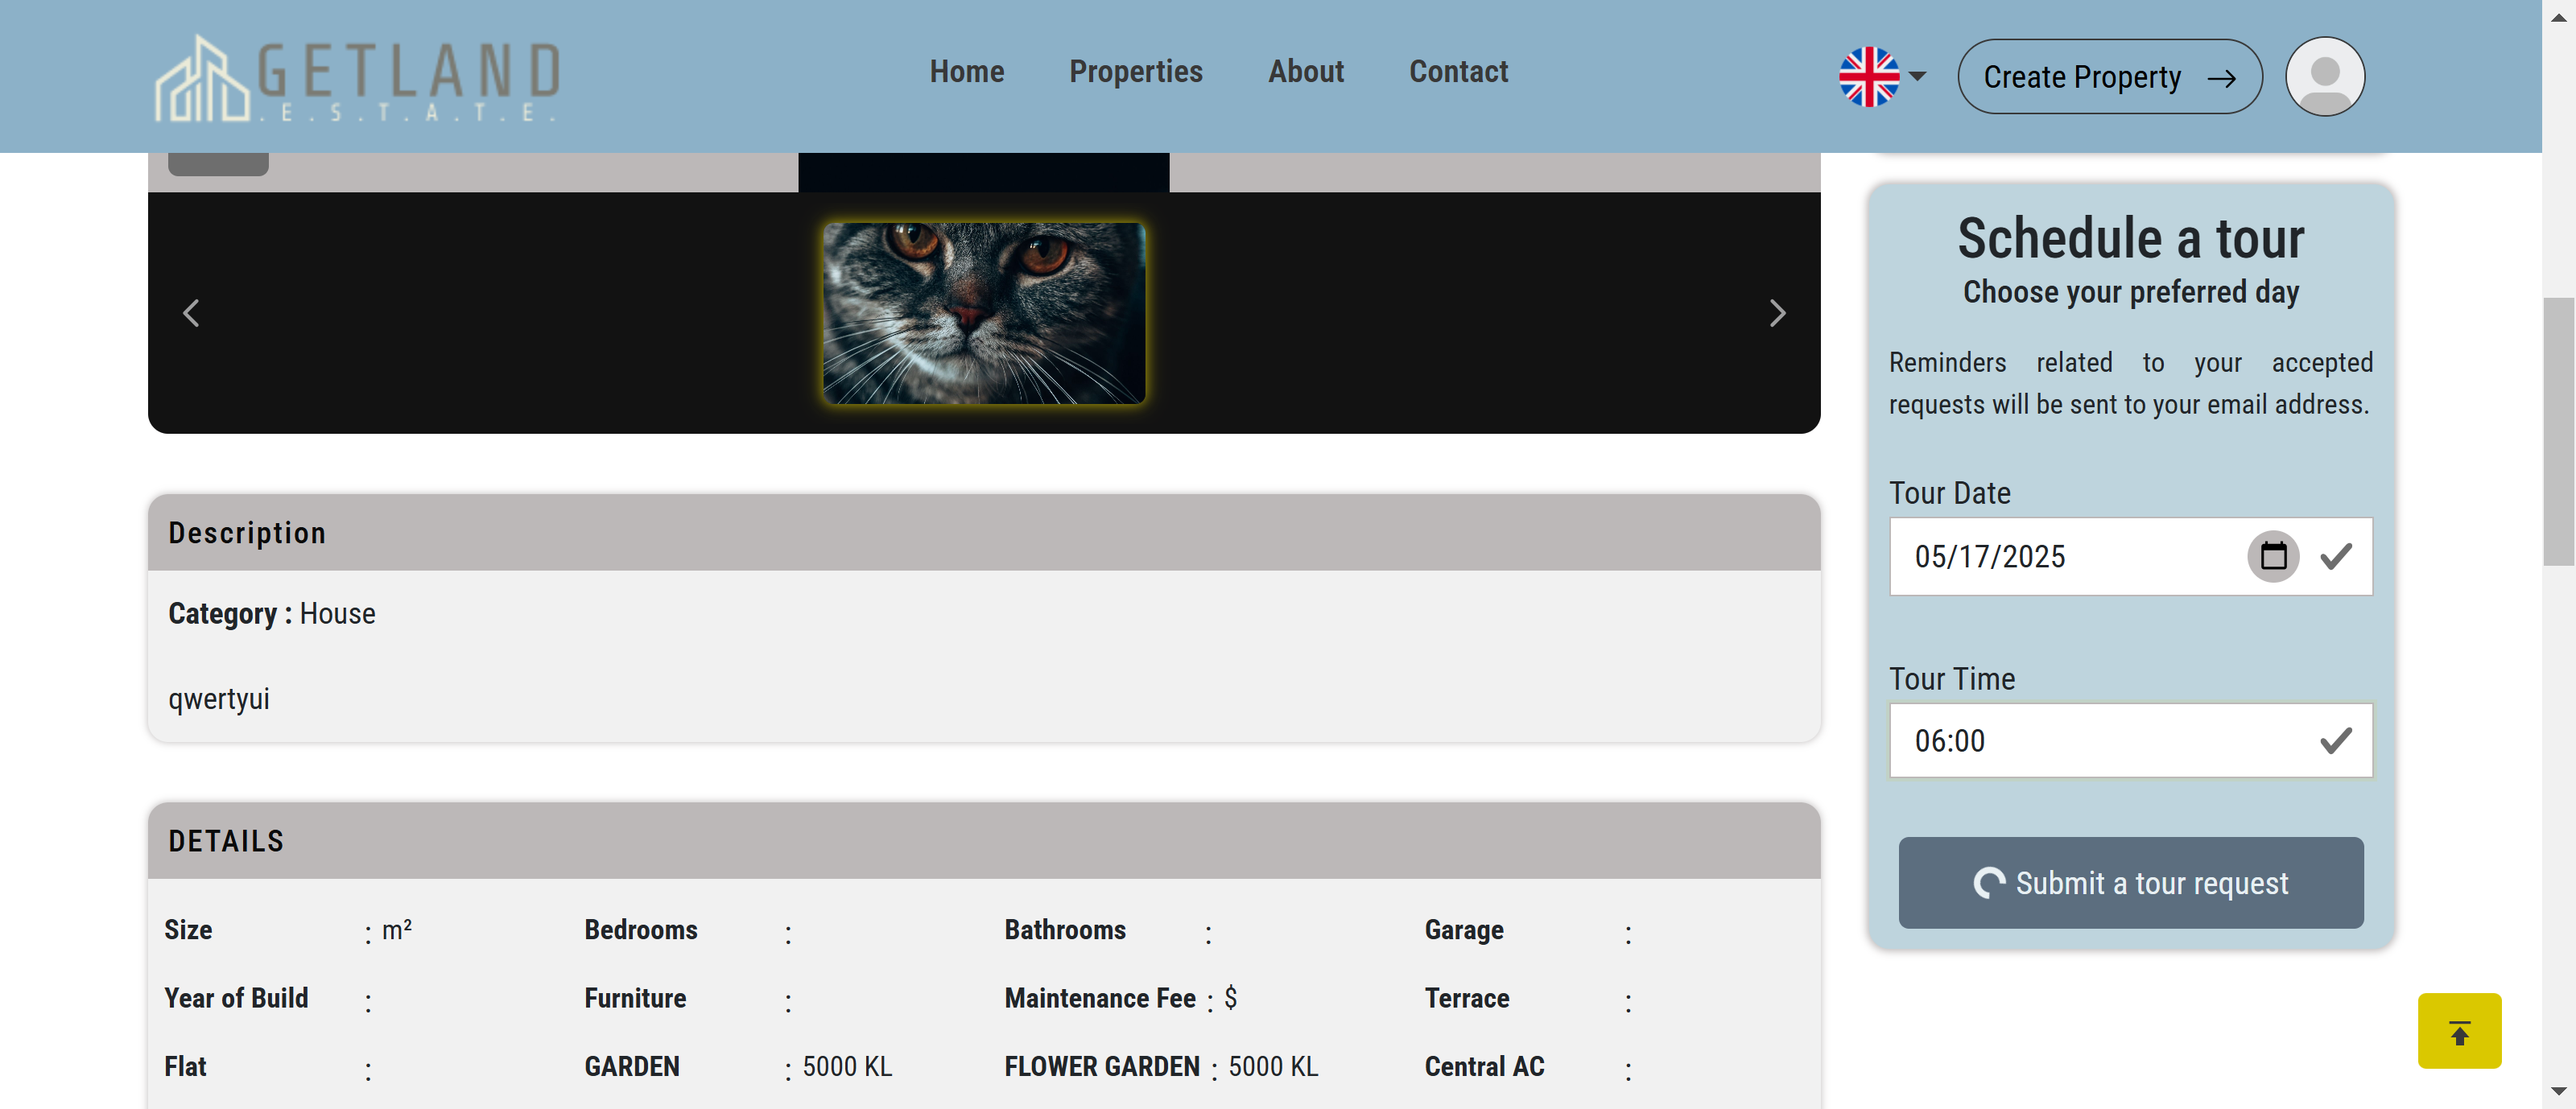 GETLAND
.E.S.T.A.T.E.
Home
Properties
About
Contact
Create Property
Schedule a tour
Choose your preferred day
Reminders related to your accepted
requests will be sent to your email address.
Tour Date
05/17/2025
Tour Time
06:00
Submit a tour request
Description
Category : House
qwertyui
DETAILS
Size : m²
Bedrooms :
Bathrooms :
Garage :
Year of Build :
Furniture :
Maintenance Fee : $
Terrace :
Flat :
GARDEN : 5000 KL
FLOWER GARDEN : 5000 KL
Central AC :